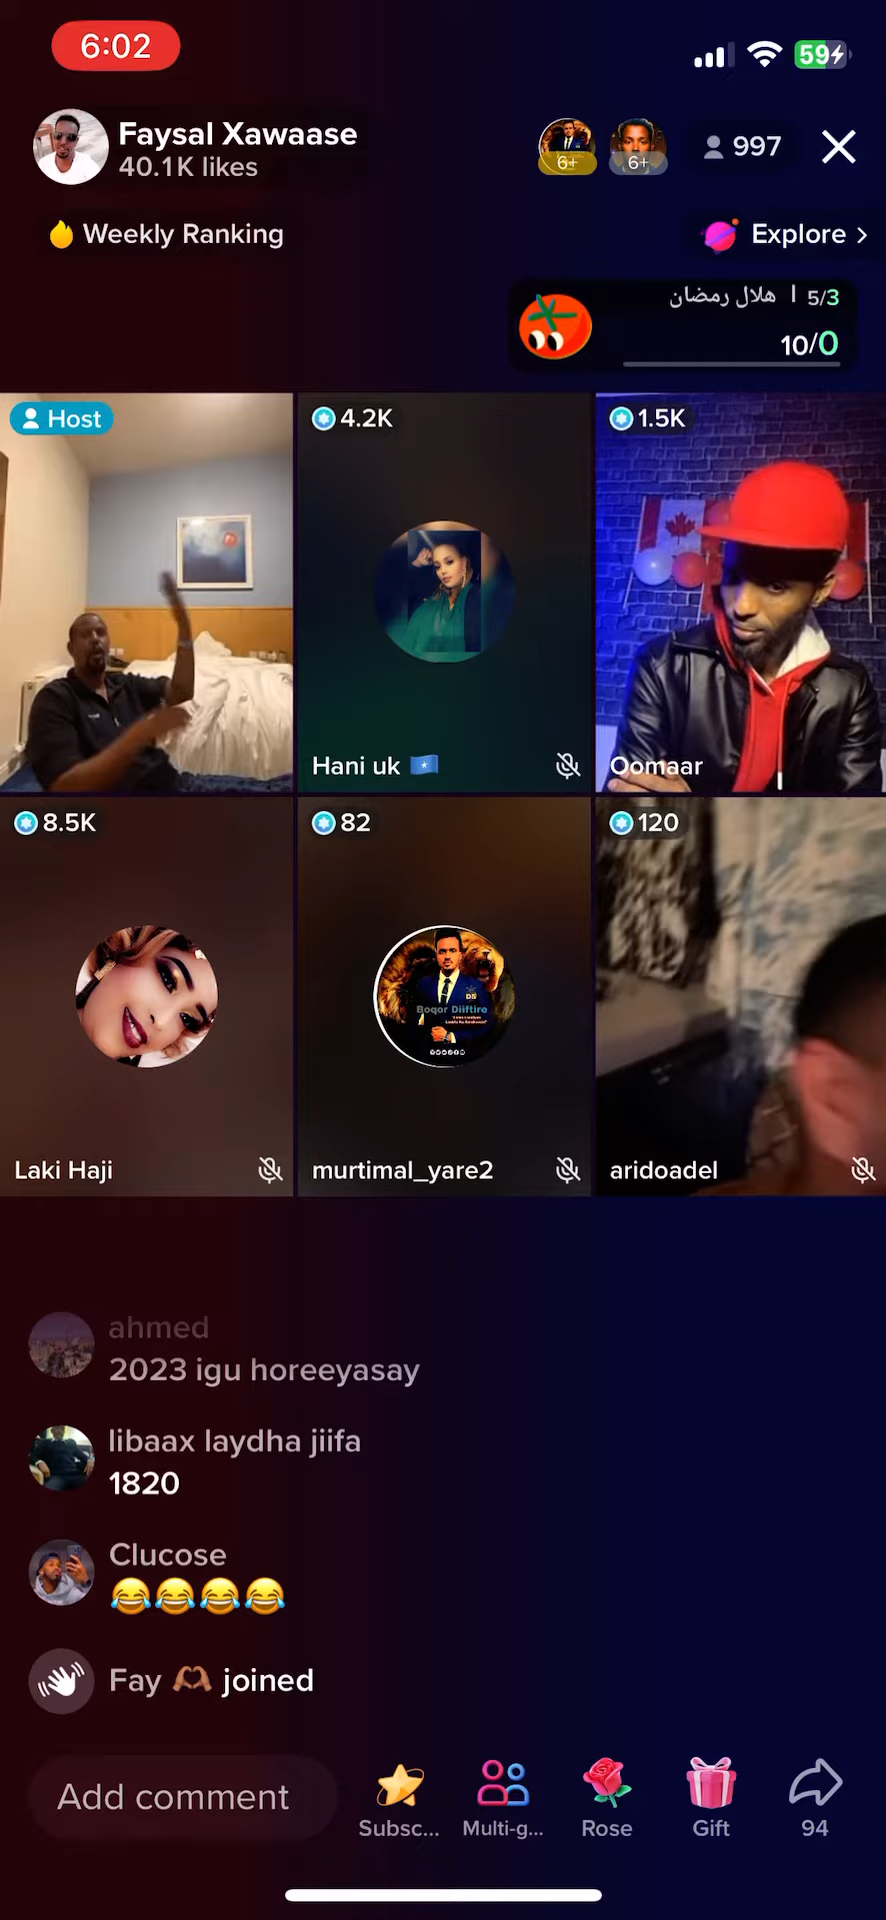 6:02
59
Faysal Xawaase
40.1K likes
6+
6+
997
Weekly Ranking
Explore >
هلال رمضان | 5/3
10/0
Host
4.2K
1.5K
Hani uk
Oomaar
8.5K
82
120
Boqor Diiftire
Laki Haji
murtimal_yare2
aridoadel
ahmed
2023 igu horeeyasay
libaax laydha jiifa
1820
Clucose
😂😂😂😂
Fay 🫶🏾 joined
Add comment
Subsc...
Multi-g...
Rose
Gift
94